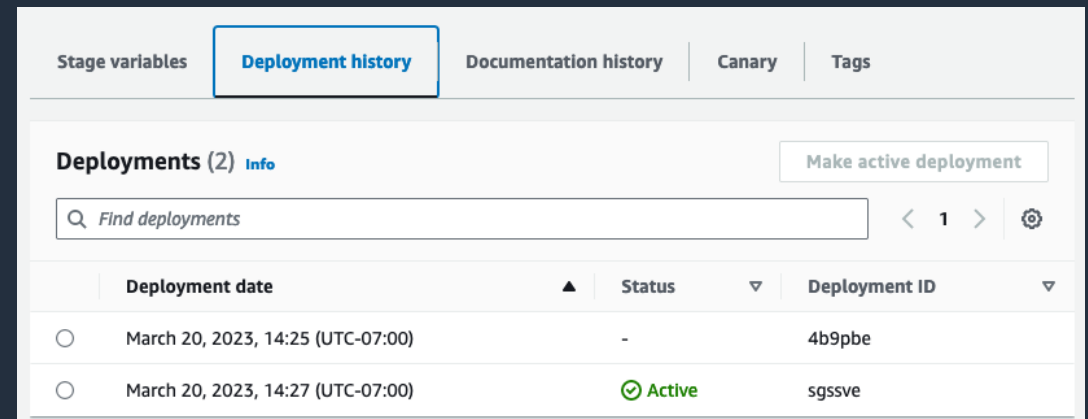 Stage variables Deployment history Documentation history Canary Tags
Deployments (2) Info Make active deployment
Find deployments 1
Deployment date Status Deployment ID
March 20, 2023, 14:25 (UTC-07:00) - 4b9pbe
March 20, 2023, 14:27 (UTC-07:00) Active sgssve